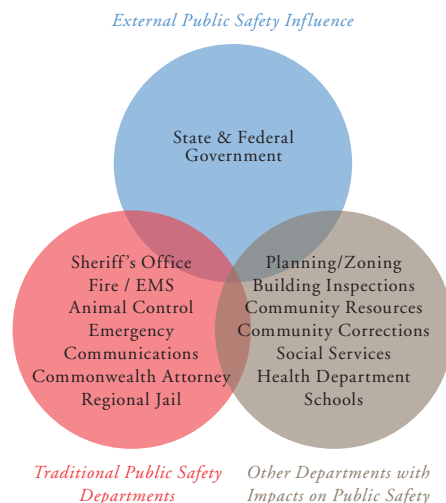 External Public Safety Influence
State & Federal
Government
Sheriff's Office
Fire / EMS
Animal Control
Emergency
Communications
Commonwealth Attorney
Regional Jail
Planning/Zoning
Building Inspections
Community Resources
Community Corrections
Social Services
Health Department
Schools
Traditional Public Safety
Departments
Other Departments with
Impacts on Public Safety